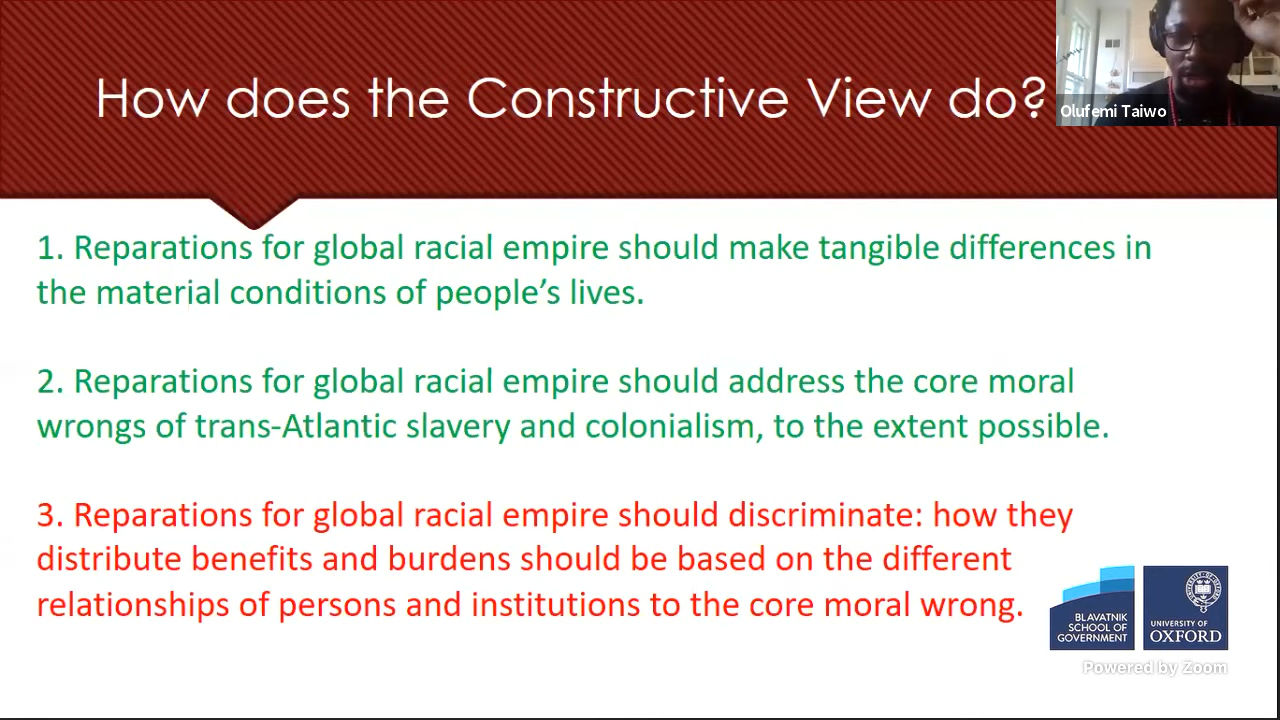 How does the Constructive View do?
Olufemi Taiwo
1. Reparations for global racial empire should make tangible differences in
the material conditions of people’s lives.
2. Reparations for global racial empire should address the core moral
wrongs of trans-Atlantic slavery and colonialism, to the extent possible.
3. Reparations for global racial empire should discriminate: how they
distribute benefits and burdens should be based on the different
relationships of persons and institutions to the core moral wrong.
BLAVATNIK
SCHOOL OF
GOVERNMENT
UNIVERSITY OF
OXFORD
Powered by Zoom